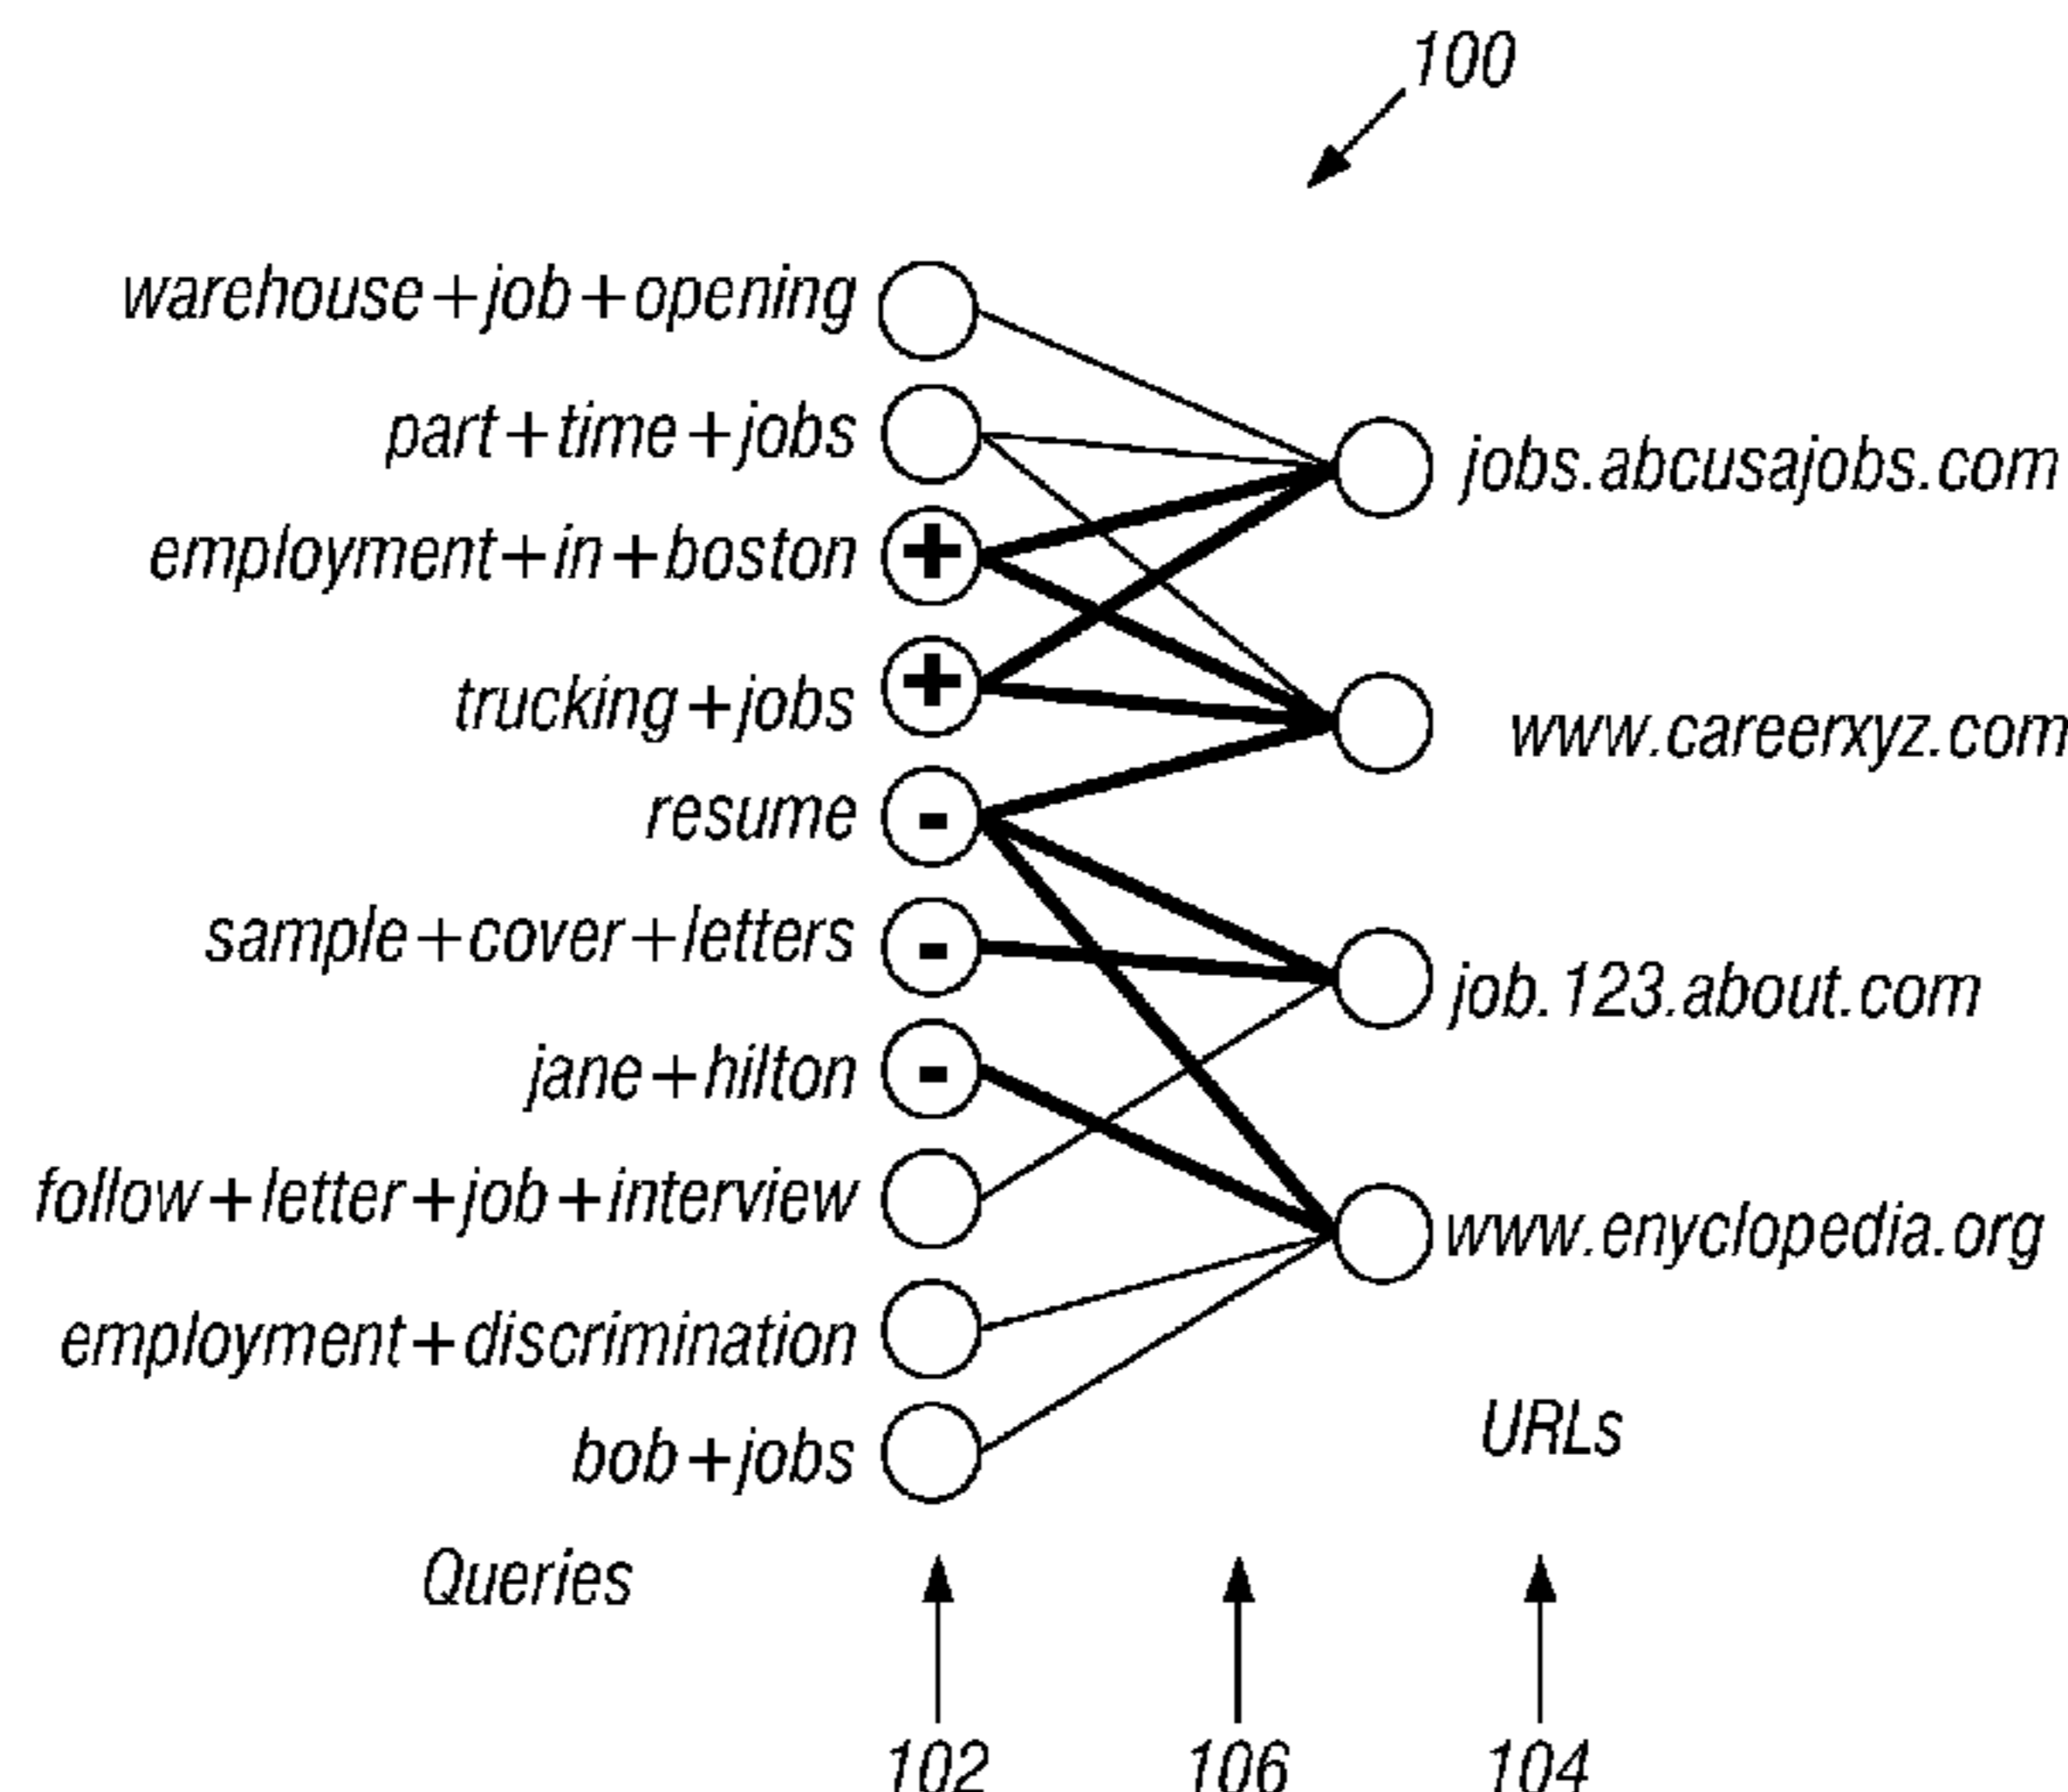 100
warehouse+job+opening
part+time+jobs
jobs.abcusajobs.com
employment+in+boston
+
trucking+jobs
+
www.careerxyz.com
resume
-
sample+cover+letters
-
job.123.about.com
jane+hilton
-
follow+letter+job+interview
www.enyclopedia.org
employment+discrimination
bob+jobs
URLs
Queries
102
106
104